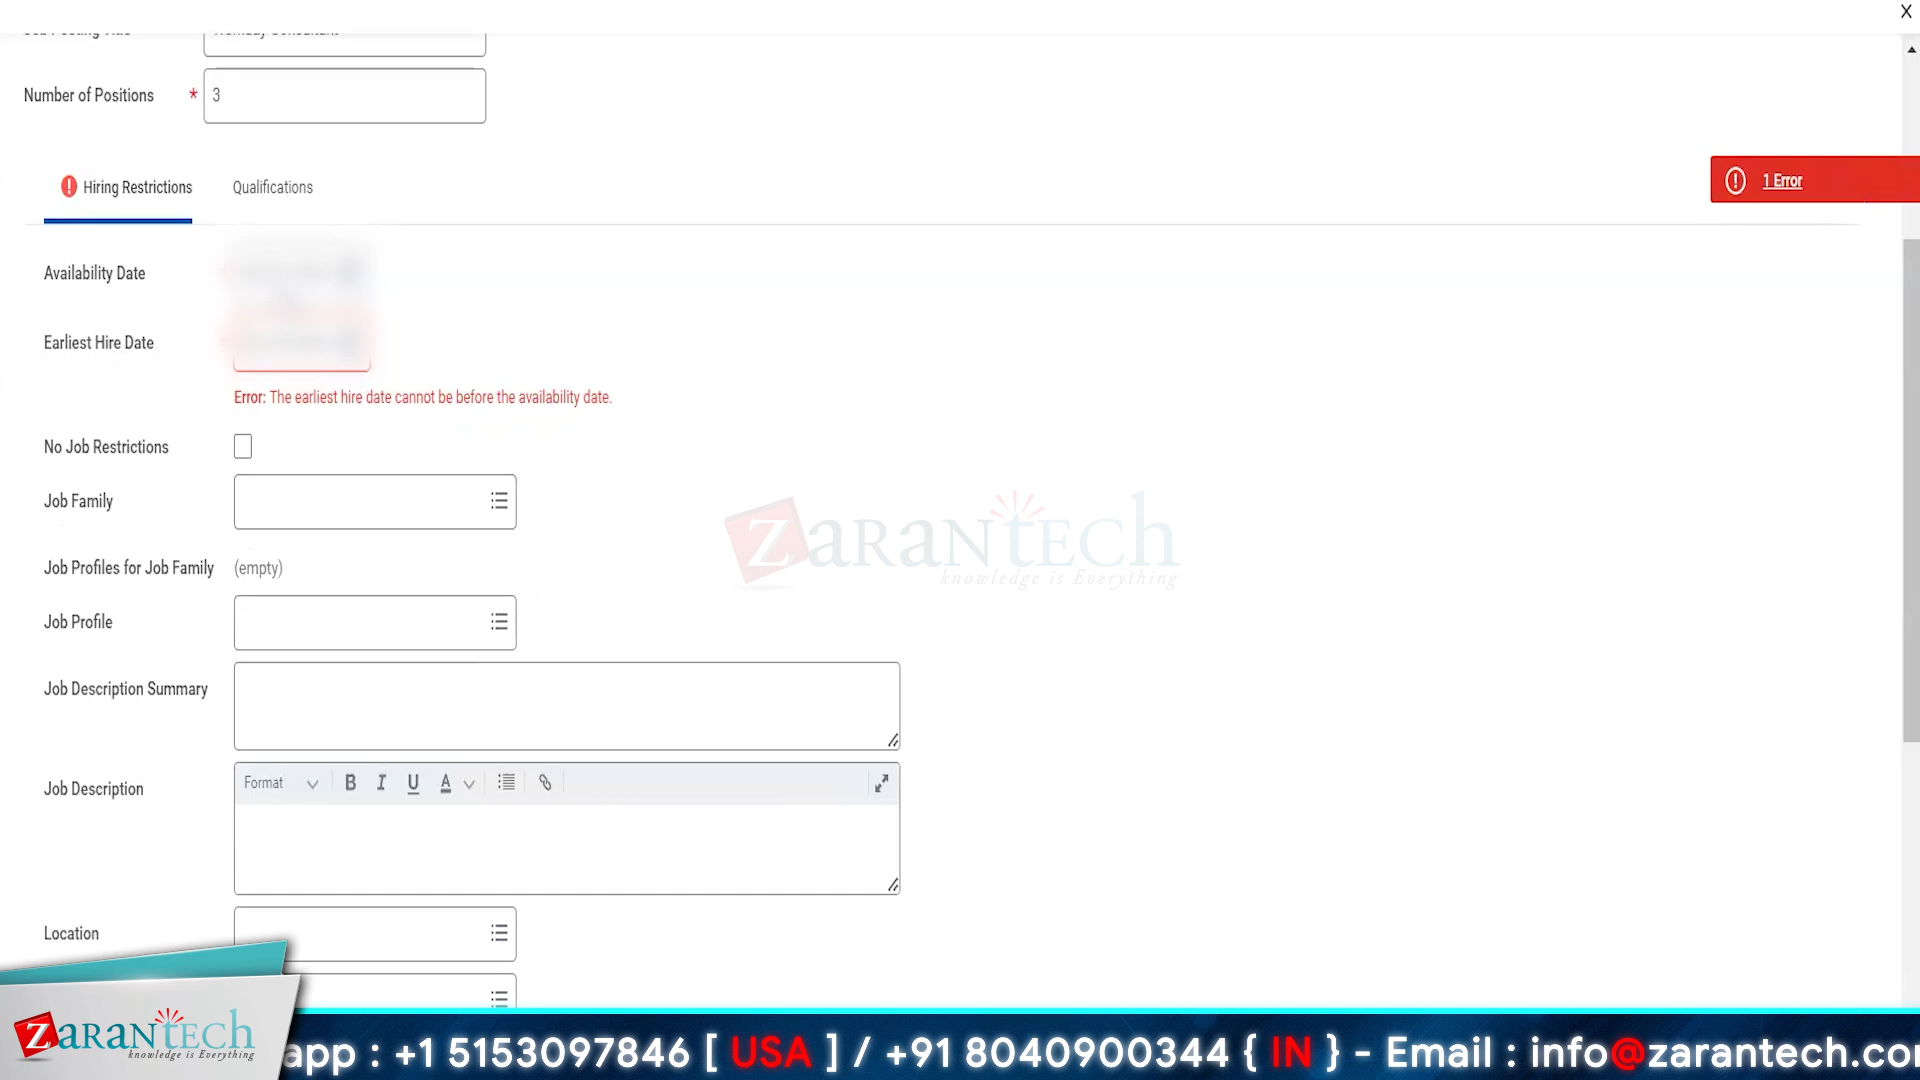 X
Number of Positions * 3
Hiring Restrictions Qualifications
1 Error
Availability Date
Earliest Hire Date
Error: The earliest hire date cannot be before the availability date.
No Job Restrictions
Job Family
Job Profiles for Job Family (empty)
Job Profile
Job Description Summary
Job Description
Format B I U A
Location
ZARANTECH
knowledge is Everything
ZARANTECH
knowledge is Everything
app : +1 5153097846 [ USA ] / +91 8040900344 { IN } - Email : info@zarantech.co